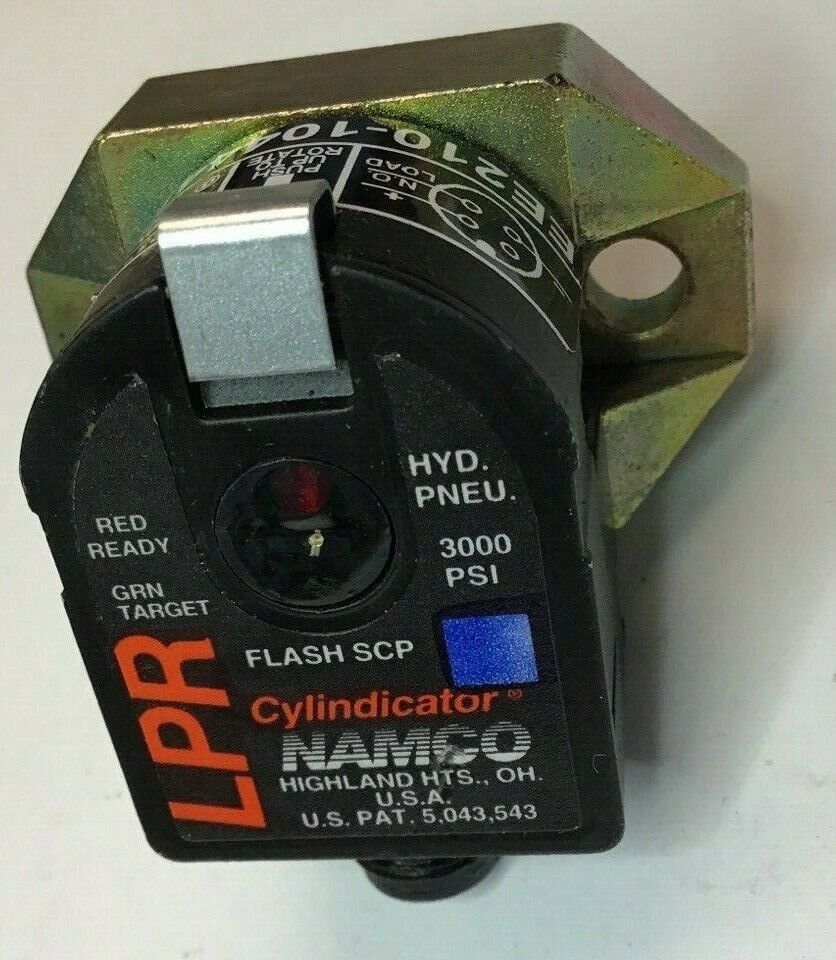 EE210-104
N.O.
LOAD
+
PUSH
UP TO
ROTATE
HYD.
PNEU.
RED
READY
3000
PSI
GRN
TARGET
FLASH SCP
LPR
Cylindicator®
NAMCO
HIGHLAND HTS., OH.
U.S.A.
U.S. PAT. 5,043,543